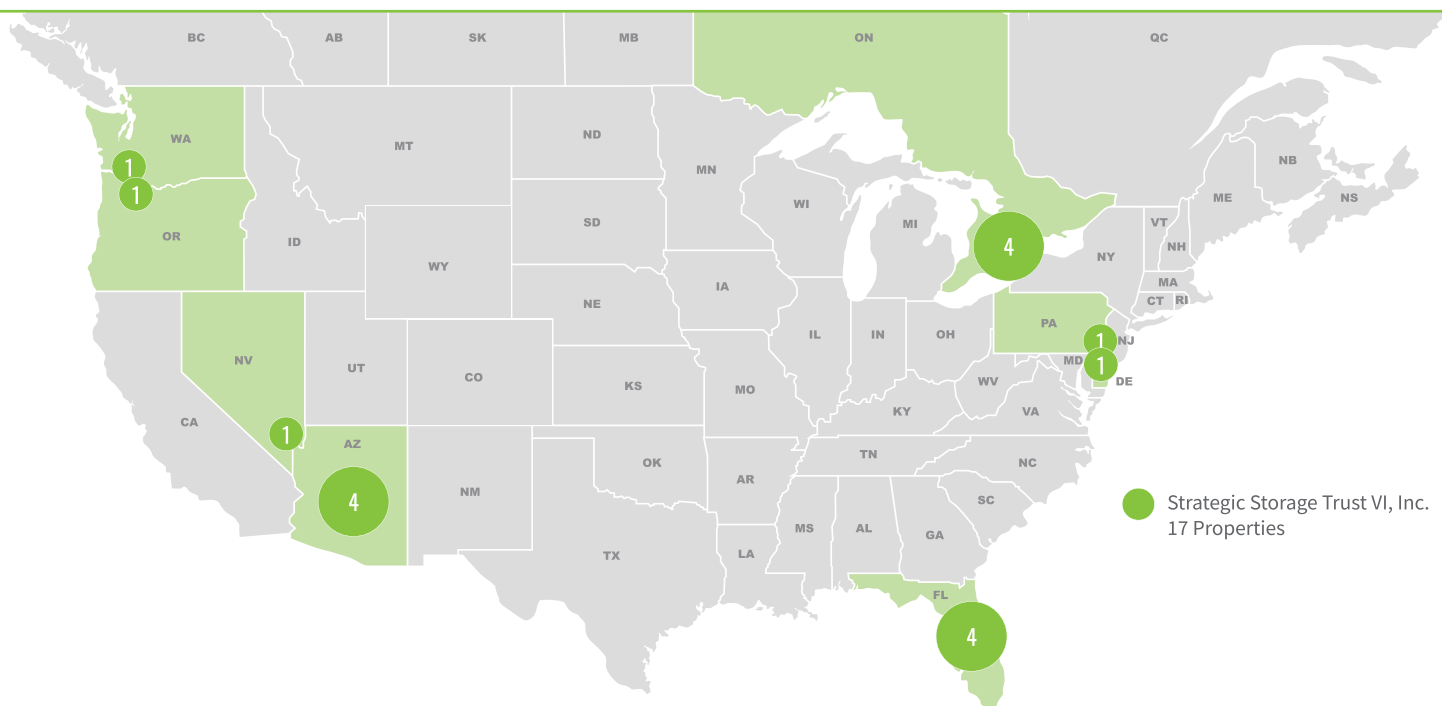 BC
AB
SK
MB
ON
QC
WA
1
1
OR
MT
ID
WY
ND
SD
NE
MN
WI
MI
IA
4
NY
VT
NH
ME
NB
NS
MA
CT
RI
NV
1
UT
CO
KS
MO
IL
IN
OH
PA
1
NJ
MD
1
DE
WV
VA
KY
CA
AZ
4
NM
OK
AR
TN
NC
SC
TX
LA
MS
AL
GA
FL
4
Strategic Storage Trust VI, Inc.
17 Properties